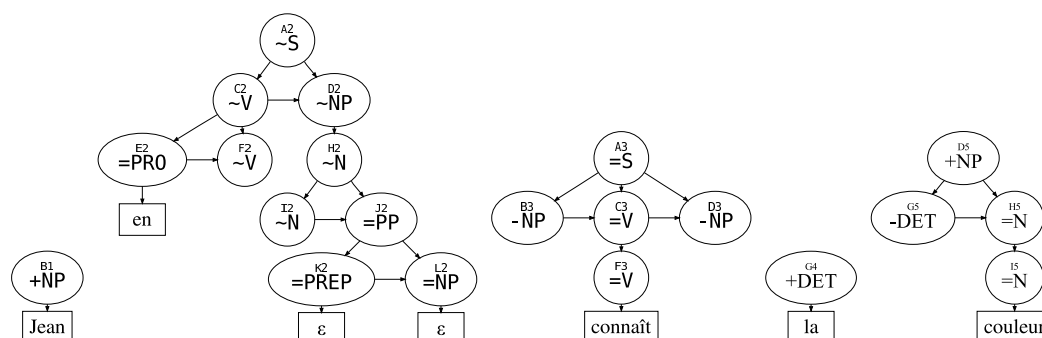 A2
~S
C2
~V
D2
~NP
E2
=PRO
F2
~V
H2
~N
en
I2
~N
J2
=PP
K2
=PREP
L2
=NP
ε
ε
B1
+NP
Jean
A3
=S
B3
-NP
C3
=V
D3
-NP
F3
=V
connaît
G4
+DET
la
D5
+NP
G5
-DET
H5
=N
I5
=N
couleur